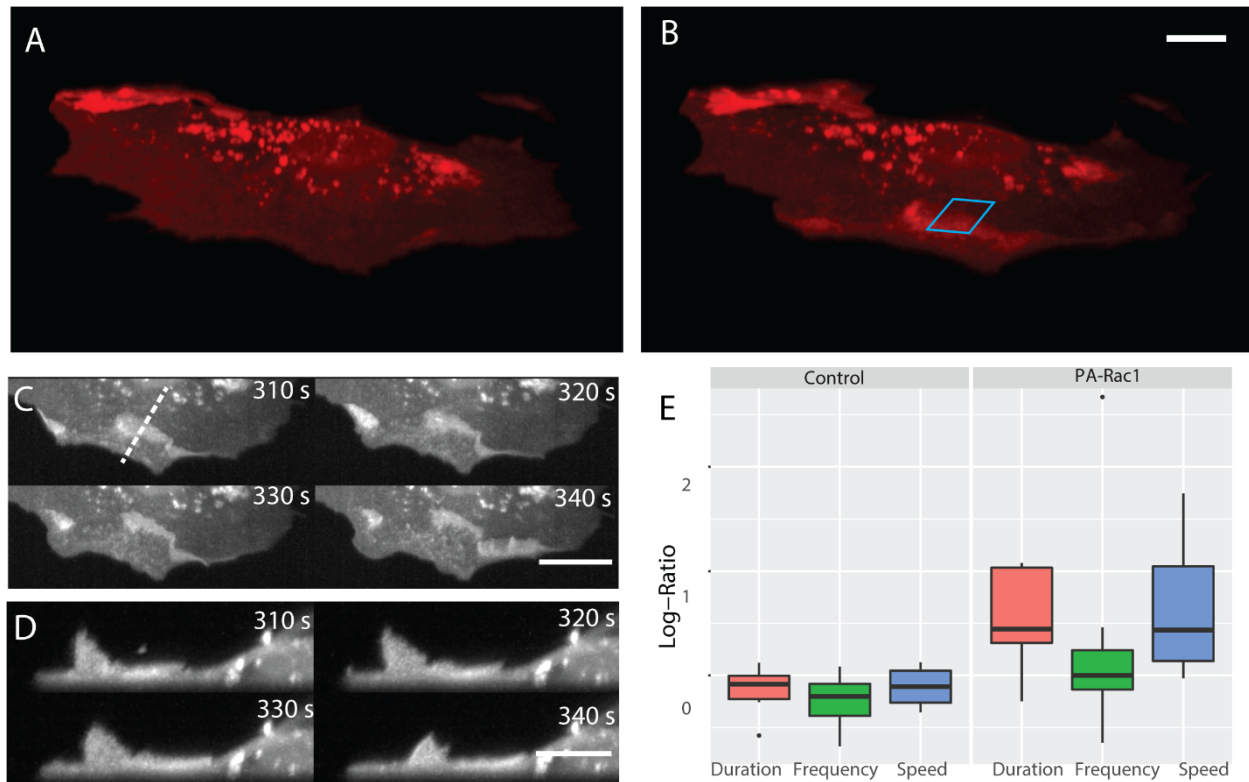 A
B
C
310 s
320 s
330 s
340 s
D
310 s
320 s
330 s
340 s
E
Control
PA-Rac1
Log-Ratio
2
1
0
Duration Frequency Speed
Duration Frequency Speed